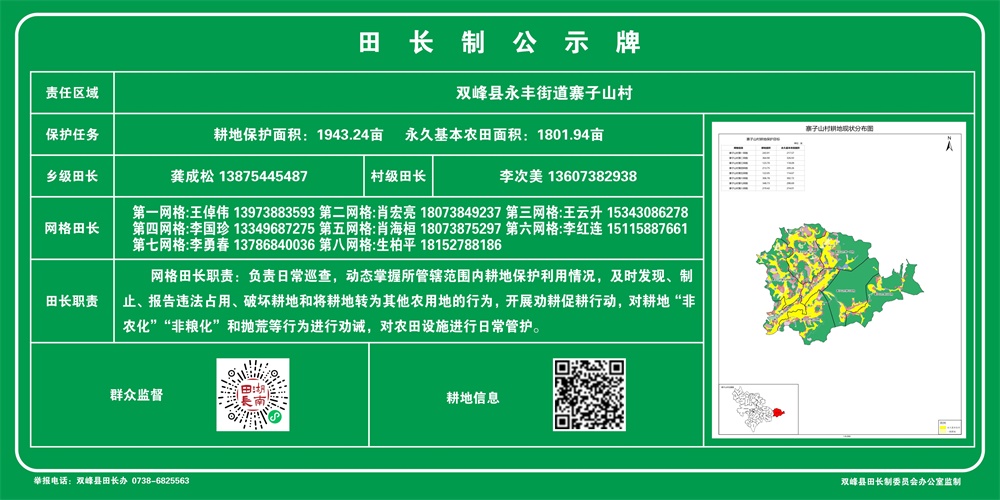 田长制公示牌
责任区域
双峰县永丰街道寨子山村
保护任务
耕地保护面积：1943.24亩 永久基本农田面积：1801.94亩
乡级田长
龚成松 13875445487
村级田长
李次美 13607382938
网格田长
第一网格:王倬伟 13973883593 第二网格:肖宏亮 18073849237 第三网格:王云升 15343086278
第四网格:李国珍 13349687275 第五网格:肖海桓 18073875297 第六网格:李红连 15115887661
第七网格:李勇春 13786840036 第八网格:生柏平 18152788186
田长职责
网格田长职责：负责日常巡查，动态掌握所管辖范围内耕地保护利用情况，及时发现、制
止、报告违法占用、破坏耕地和将耕地转为其他农用地的行为，开展劝耕促耕行动，对耕地“非
农化”“非粮化”和抛荒等行为进行劝诫，对农田设施进行日常管护。
群众监督
湖南田长
耕地信息
寨子山村耕地现状分布图
N
举报电话：双峰县田长办 0738-6825563
双峰县田长制委员会办公室监制